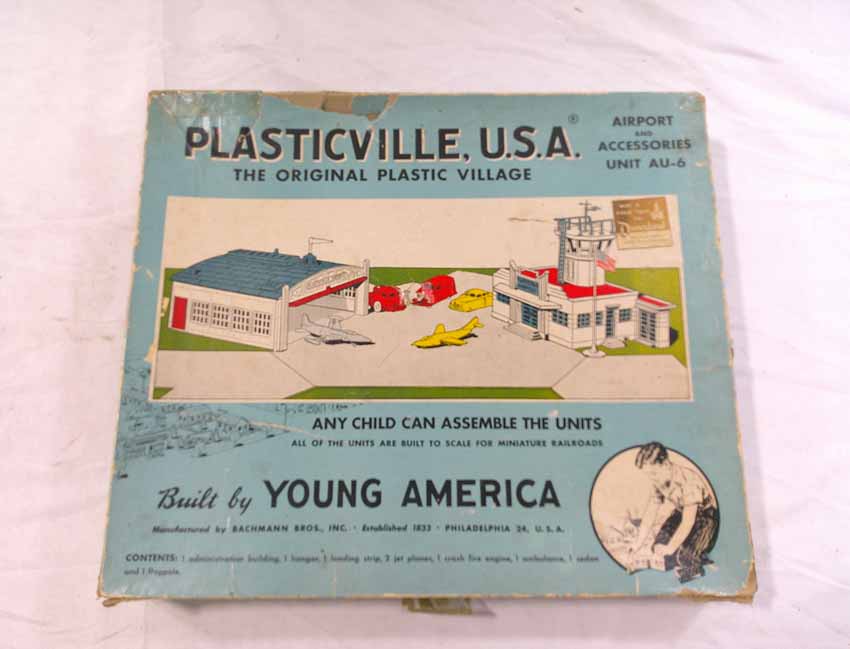 PLASTICVILLE, U.S.A.®
THE ORIGINAL PLASTIC VILLAGE
AIRPORT
AND
ACCESSORIES
UNIT AU-6
ANY CHILD CAN ASSEMBLE THE UNITS
ALL OF THE UNITS ARE BUILT TO SCALE FOR MINIATURE RAILROADS
Built by YOUNG AMERICA
Manufactured by BACHMANN BROS., INC. • Established 1833 • PHILADELPHIA 24, U. S. A.
CONTENTS: 1 administration building, 1 hangar, 1 landing strip, 2 jet planes, 1 crash fire engine, 1 ambulance, 1 sedan
and 1 flagpole.